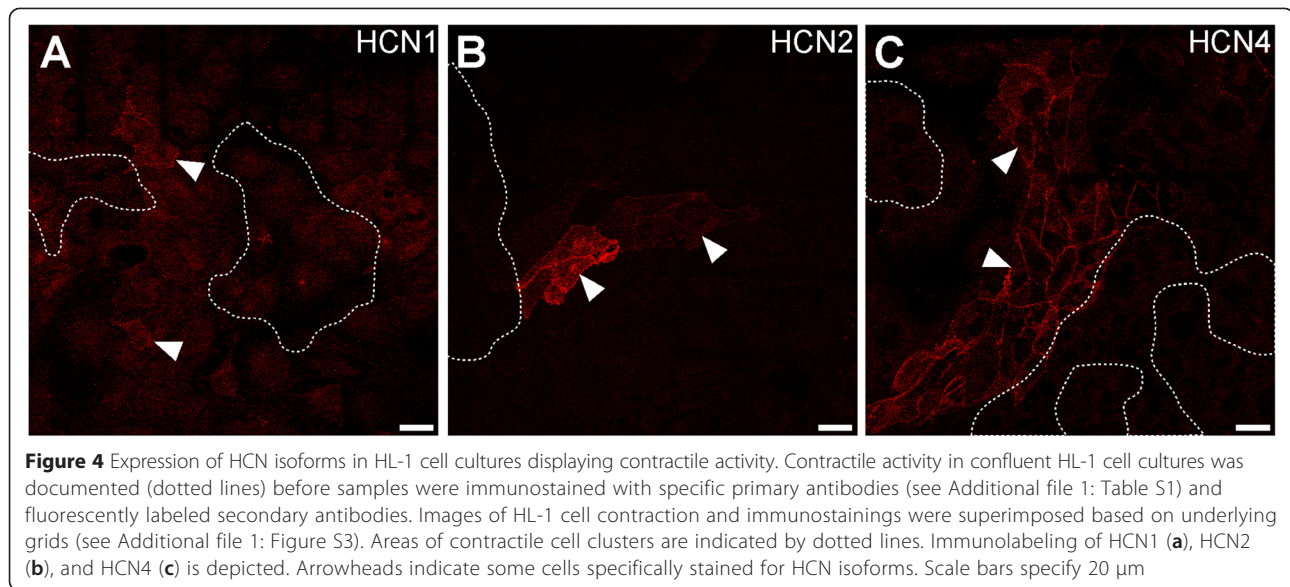 A HCN1
B HCN2
C HCN4
Figure 4 Expression of HCN isoforms in HL-1 cell cultures displaying contractile activity. Contractile activity in confluent HL-1 cell cultures was
documented (dotted lines) before samples were immunostained with specific primary antibodies (see Additional file 1: Table S1) and
fluorescently labeled secondary antibodies. Images of HL-1 cell contraction and immunostainings were superimposed based on underlying
grids (see Additional file 1: Figure S3). Areas of contractile cell clusters are indicated by dotted lines. Immunolabeling of HCN1 (a), HCN2
(b), and HCN4 (c) is depicted. Arrowheads indicate some cells specifically stained for HCN isoforms. Scale bars specify 20 μm